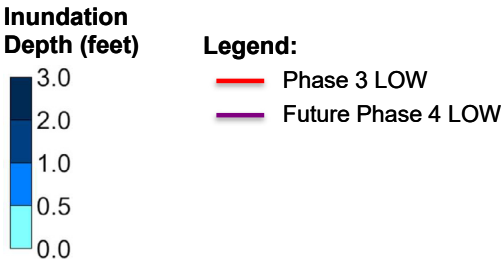 Inundation
Depth (feet)
3.0
2.0
1.0
0.5
0.0
Legend:
Phase 3 LOW
Future Phase 4 LOW